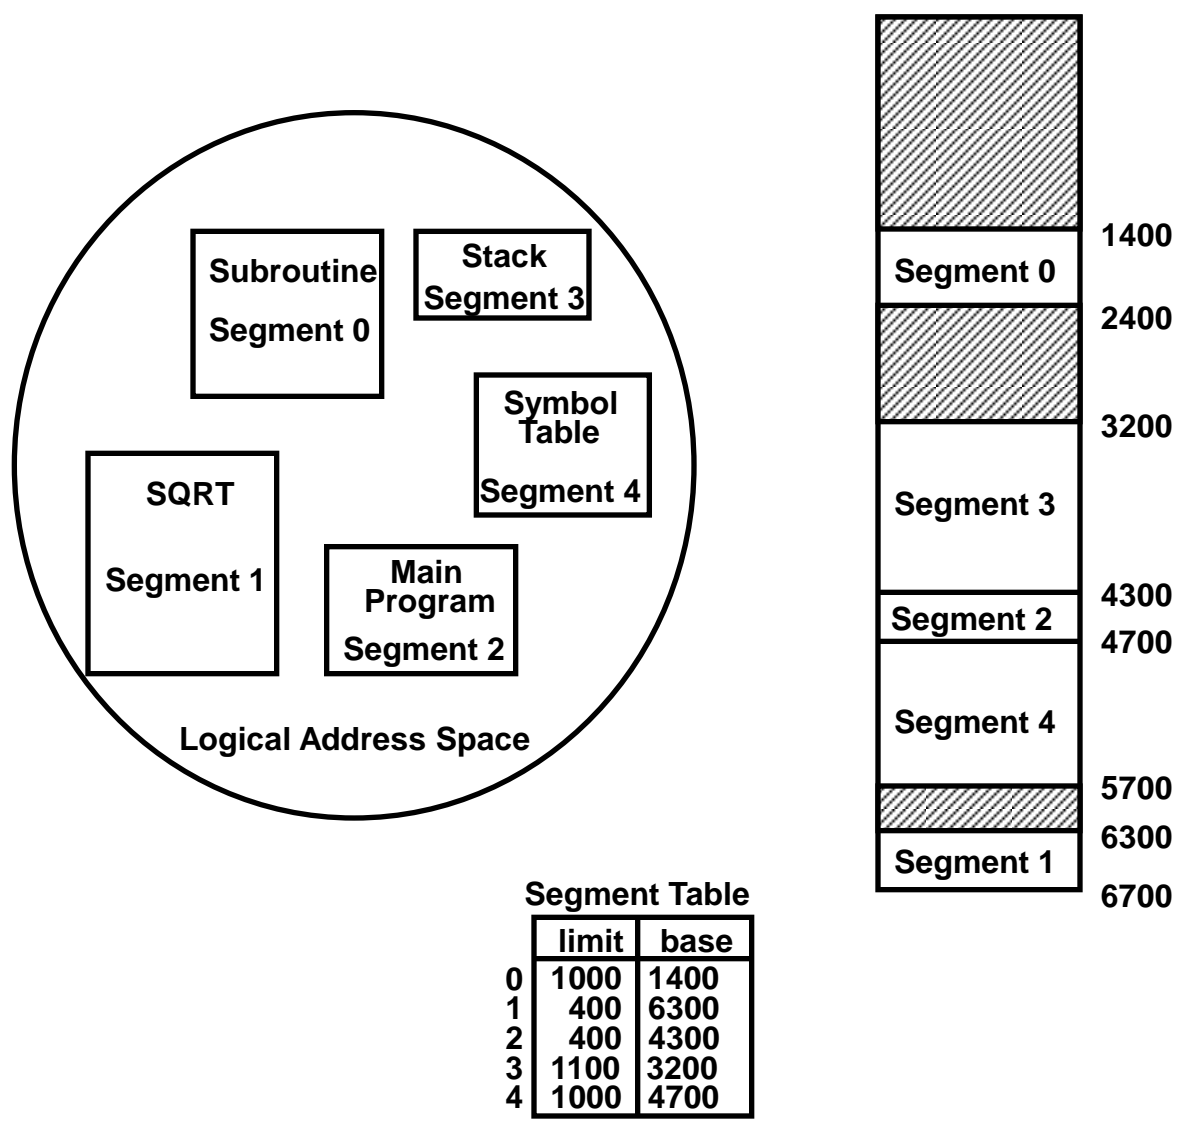 Subroutine
Segment 0
Stack
Segment 3
Symbol
Table
Segment 4
SQRT
Segment 1
Main
Program
Segment 2
Logical Address Space
1400
Segment 0
2400
3200
Segment 3
4300
Segment 2
4700
Segment 4
5700
6300
Segment 1
6700
Segment Table
limit base
0 1000 1400
1 400 6300
2 400 4300
3 1100 3200
4 1000 4700